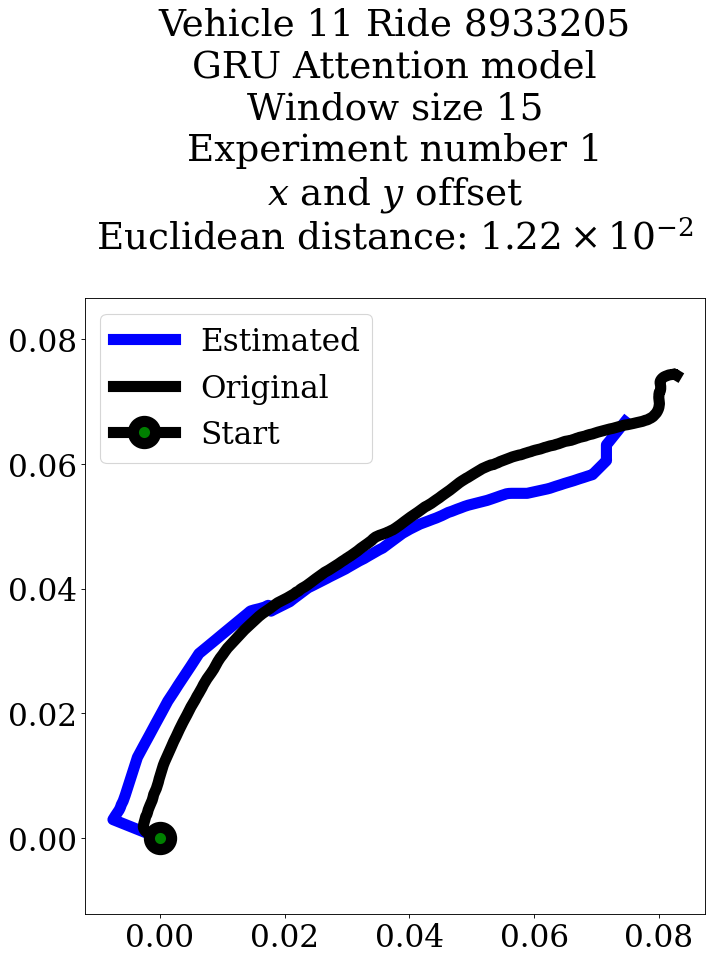 Vehicle 11 Ride 8933205
GRU Attention model
Window size 15
Experiment number 1
x and y offset
Euclidean distance: 1.22 × 10⁻²
Estimated
Original
Start
0.08
0.06
0.04
0.02
0.00
0.00 0.02 0.04 0.06 0.08